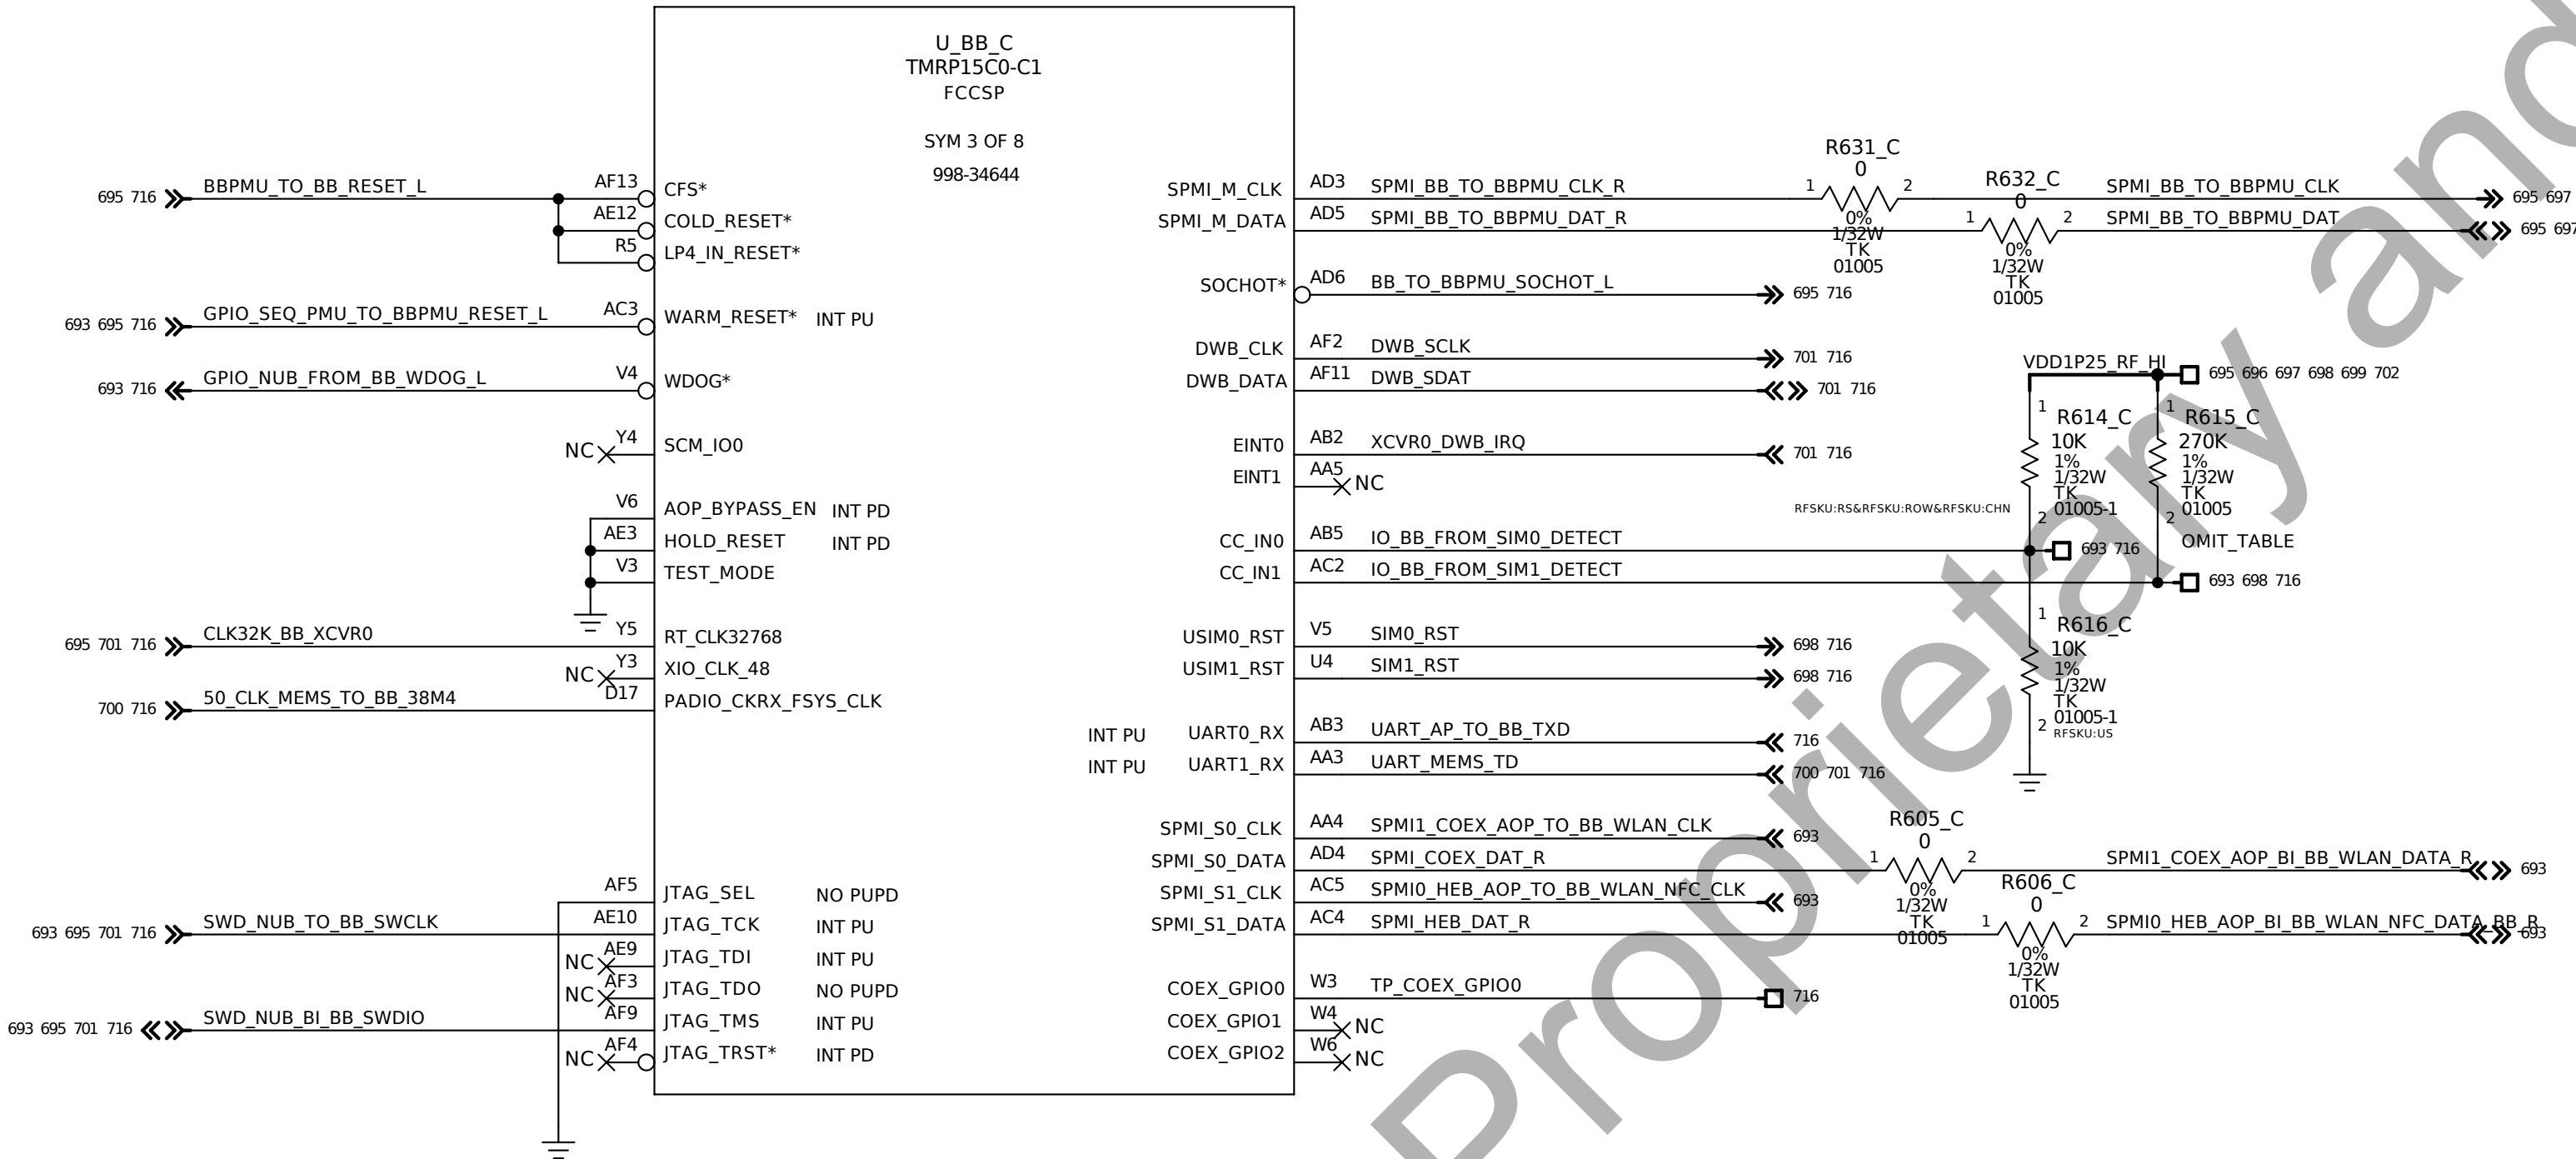 U_BB_C
TMRP15C0-C1
FCCSP
SYM 3 OF 8
998-34644
695 716 BBPMU_TO_BB_RESET_L AF13 CFS*
AE12 COLD_RESET*
R5 LP4_IN_RESET*
693 695 716 GPIO_SEQ_PMU_TO_BBPMU_RESET_L AC3 WARM_RESET* INT PU
693 716 GPIO_NUB_FROM_BB_WDOG_L V4 WDOG*
NC Y4 SCM_IO0
V6 AOP_BYPASS_EN INT PD
AE3 HOLD_RESET INT PD
V3 TEST_MODE
695 701 716 CLK32K_BB_XCVR0 Y5 RT_CLK32768
NC Y3 XIO_CLK_48
700 716 50_CLK_MEMS_TO_BB_38M4 D17 PADIO_CKRX_FSYS_CLK
AF5 JTAG_SEL NO PUPD
693 695 701 716 SWD_NUB_TO_BB_SWCLK AE10 JTAG_TCK INT PU
NC AE9 JTAG_TDI INT PU
NC AF3 JTAG_TDO NO PUPD
693 695 701 716 SWD_NUB_BI_BB_SWDIO AF9 JTAG_TMS INT PU
NC AF4 JTAG_TRST* INT PD
SPMI_M_CLK AD3 SPMI_BB_TO_BBPMU_CLK_R 1 2 SPMI_BB_TO_BBPMU_CLK 695 697
R631_C
0
0%
1/32W
TK
01005
SPMI_M_DATA AD5 SPMI_BB_TO_BBPMU_DAT_R 1 2 SPMI_BB_TO_BBPMU_DAT 695 697
R632_C
0
0%
1/32W
TK
01005
SOCHOT* AD6 BB_TO_BBPMU_SOCHOT_L 695 716
DWB_CLK AF2 DWB_SCLK 701 716
DWB_DATA AF11 DWB_SDAT 701 716
EINT0 AB2 XCVR0_DWB_IRQ 701 716
EINT1 AA5 NC
VDD1P25_RF_HI 695 696 697 698 699 702
1
R614_C
10K
1%
1/32W
TK
01005-1
2
1
R615_C
270K
1%
1/32W
TK
01005
2
OMIT_TABLE
RFSKU:RS&RFSKU:ROW&RFSKU:CHN
CC_IN0 AB5 IO_BB_FROM_SIM0_DETECT 693 716
CC_IN1 AC2 IO_BB_FROM_SIM1_DETECT 693 698 716
1
R616_C
10K
1%
1/32W
TK
01005-1
2
RFSKU:US
USIM0_RST V5 SIM0_RST 698 716
USIM1_RST U4 SIM1_RST 698 716
INT PU UART0_RX AB3 UART_AP_TO_BB_TXD 716
INT PU UART1_RX AA3 UART_MEMS_TD 700 701 716
SPMI_S0_CLK AA4 SPMI1_COEX_AOP_TO_BB_WLAN_CLK 693
SPMI_S0_DATA AD4 SPMI_COEX_DAT_R 1 2 SPMI1_COEX_AOP_BI_BB_WLAN_DATA_R 693
R605_C
0
0%
1/32W
TK
01005
SPMI_S1_CLK AC5 SPMI0_HEB_AOP_TO_BB_WLAN_NFC_CLK 693
SPMI_S1_DATA AC4 SPMI_HEB_DAT_R 1 2 SPMI0_HEB_AOP_BI_BB_WLAN_NFC_DATA_BB_R 693
R606_C
0
0%
1/32W
TK
01005
COEX_GPIO0 W3 TP_COEX_GPIO0 716
COEX_GPIO1 W4 NC
COEX_GPIO2 W6 NC
Proprietary and